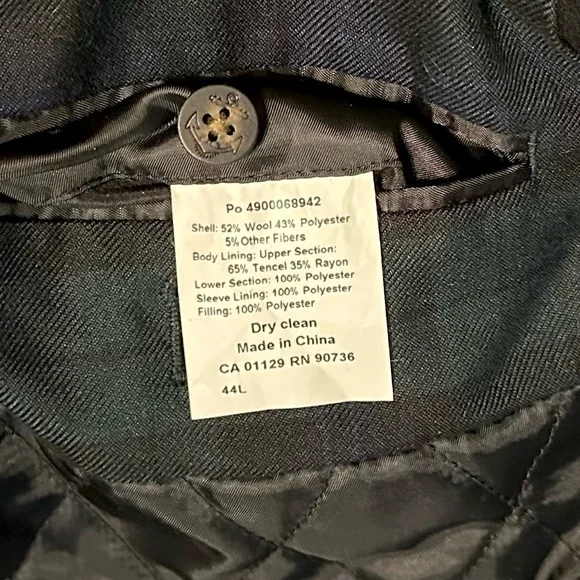 Po 4900068942
Shell: 52% Wool 43% Polyester
5%Other Fibers
Body Lining: Upper Section:
65% Tencel 35% Rayon
Lower Section: 100% Polyester
Sleeve Lining: 100% Polyester
Filling: 100% Polyester
Dry clean
Made in China
CA 01129 RN 90736
44L